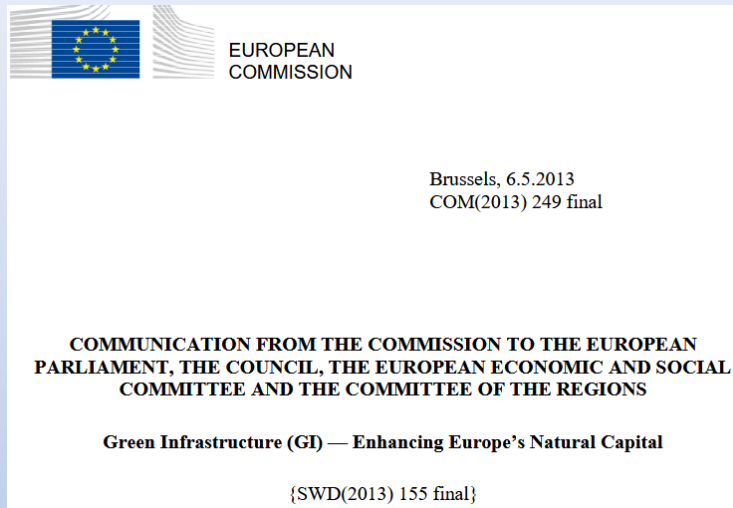 EUROPEAN
COMMISSION
Brussels, 6.5.2013
COM(2013) 249 final
COMMUNICATION FROM THE COMMISSION TO THE EUROPEAN
PARLIAMENT, THE COUNCIL, THE EUROPEAN ECONOMIC AND SOCIAL
COMMITTEE AND THE COMMITTEE OF THE REGIONS
Green Infrastructure (GI) — Enhancing Europe’s Natural Capital
{SWD(2013) 155 final}